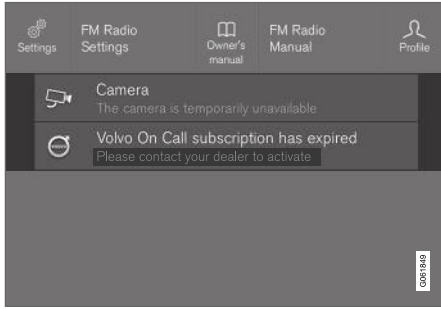 Settings
FM Radio
Settings
Owner's
manual
FM Radio
Manual
Profile
Camera
The camera is temporarily unavailable
Volvo On Call subscription has expired
Please contact your dealer to activate
G061849